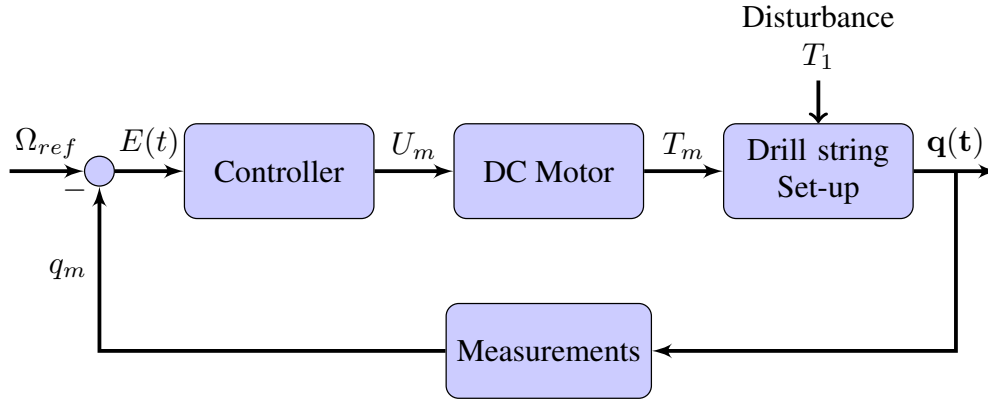 Disturbance
T_1
Ω_ref
E(t)
Controller
U_m
DC Motor
T_m
Drill string
Set-up
q(t)
−
q_m
Measurements